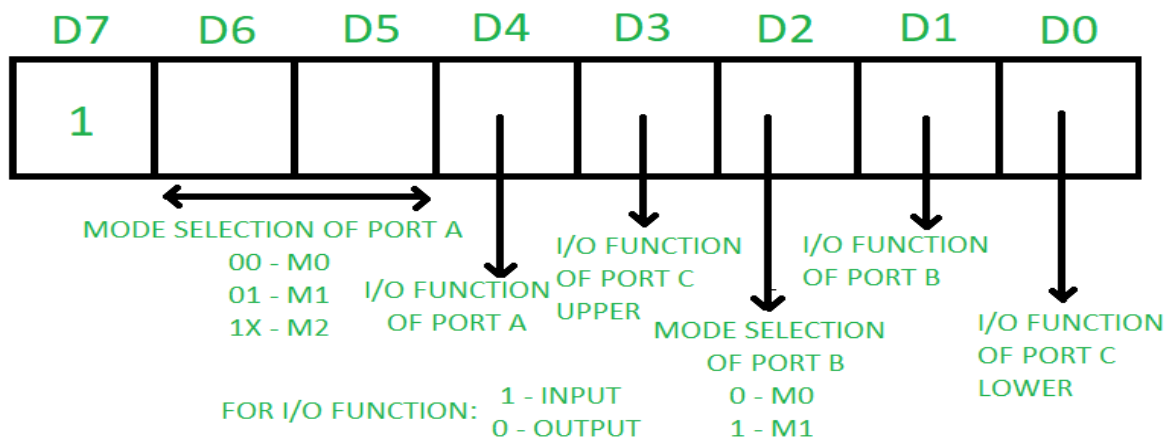 D7 D6 D5 D4 D3 D2 D1 D0
1
MODE SELECTION OF PORT A
00 - M0
01 - M1
1X - M2
I/O FUNCTION
OF PORT A
I/O FUNCTION
OF PORT C
UPPER
MODE SELECTION
OF PORT B
0 - M0
1 - M1
I/O FUNCTION
OF PORT B
I/O FUNCTION
OF PORT C
LOWER
FOR I/O FUNCTION:
1 - INPUT
0 - OUTPUT